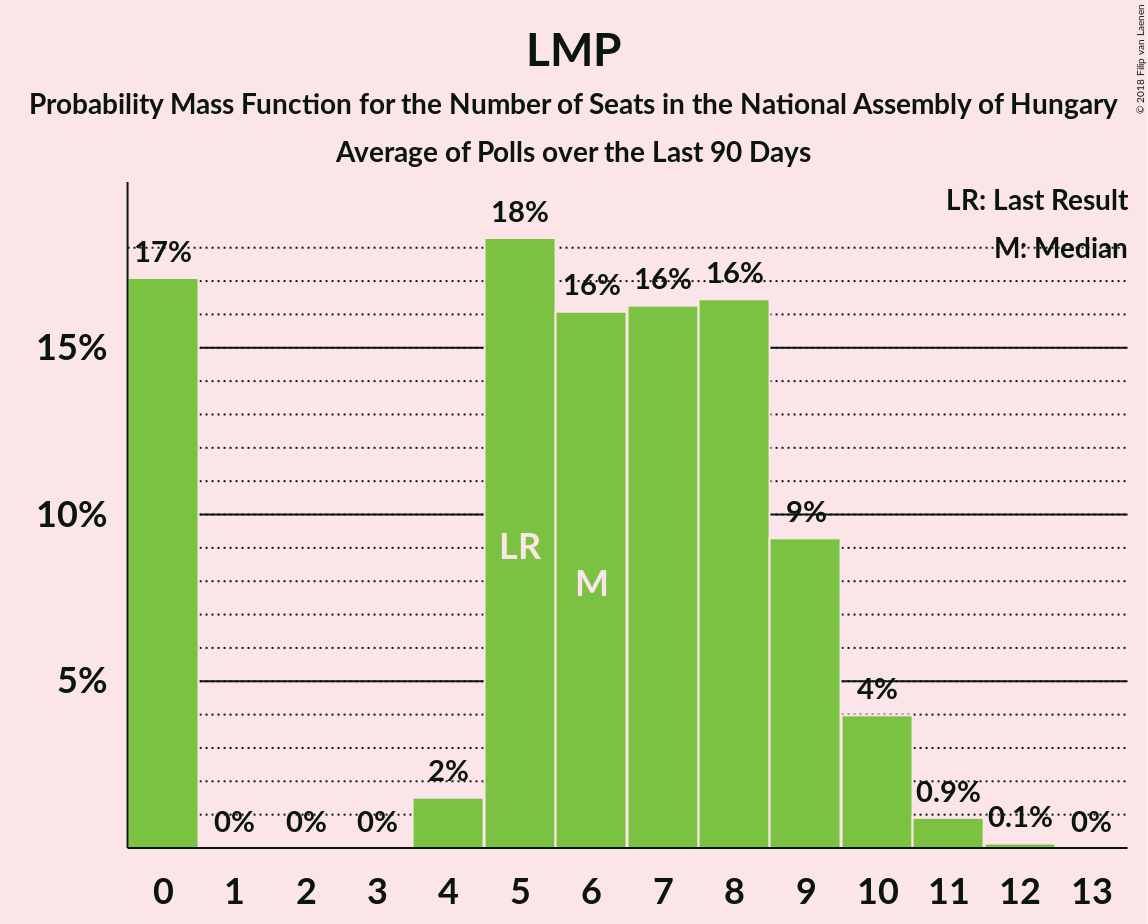 LMP
Probability Mass Function for the Number of Seats in the National Assembly of Hungary
Average of Polls over the Last 90 Days
© 2018 Filip van Laenen
LR: Last Result
M: Median
17%
0%
0%
0%
2%
18%
16%
16%
16%
9%
4%
0.9%
0.1%
0%
15%
10%
5%
LR
M
0 1 2 3 4 5 6 7 8 9 10 11 12 13